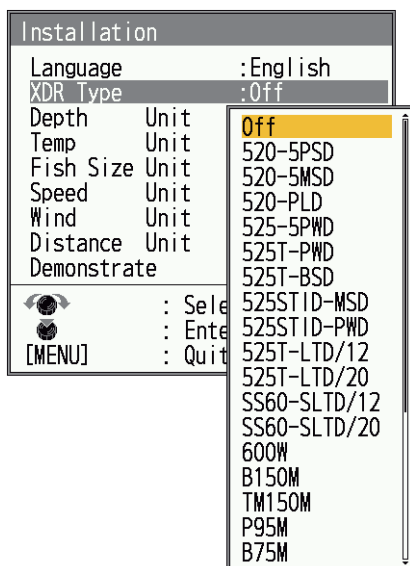 Installation
Language :English
XDR Type :Off
Depth Unit
Temp Unit
Fish Size Unit
Speed Unit
Wind Unit
Distance Unit
Demonstrate
: Sele
: Ente
[MENU] : Quit
Off
520-5PSD
520-5MSD
520-PLD
525-5PWD
525T-PWD
525T-BSD
525STID-MSD
525STID-PWD
525T-LTD/12
525T-LTD/20
SS60-SLTD/12
SS60-SLTD/20
600W
B150M
TM150M
P95M
B75M